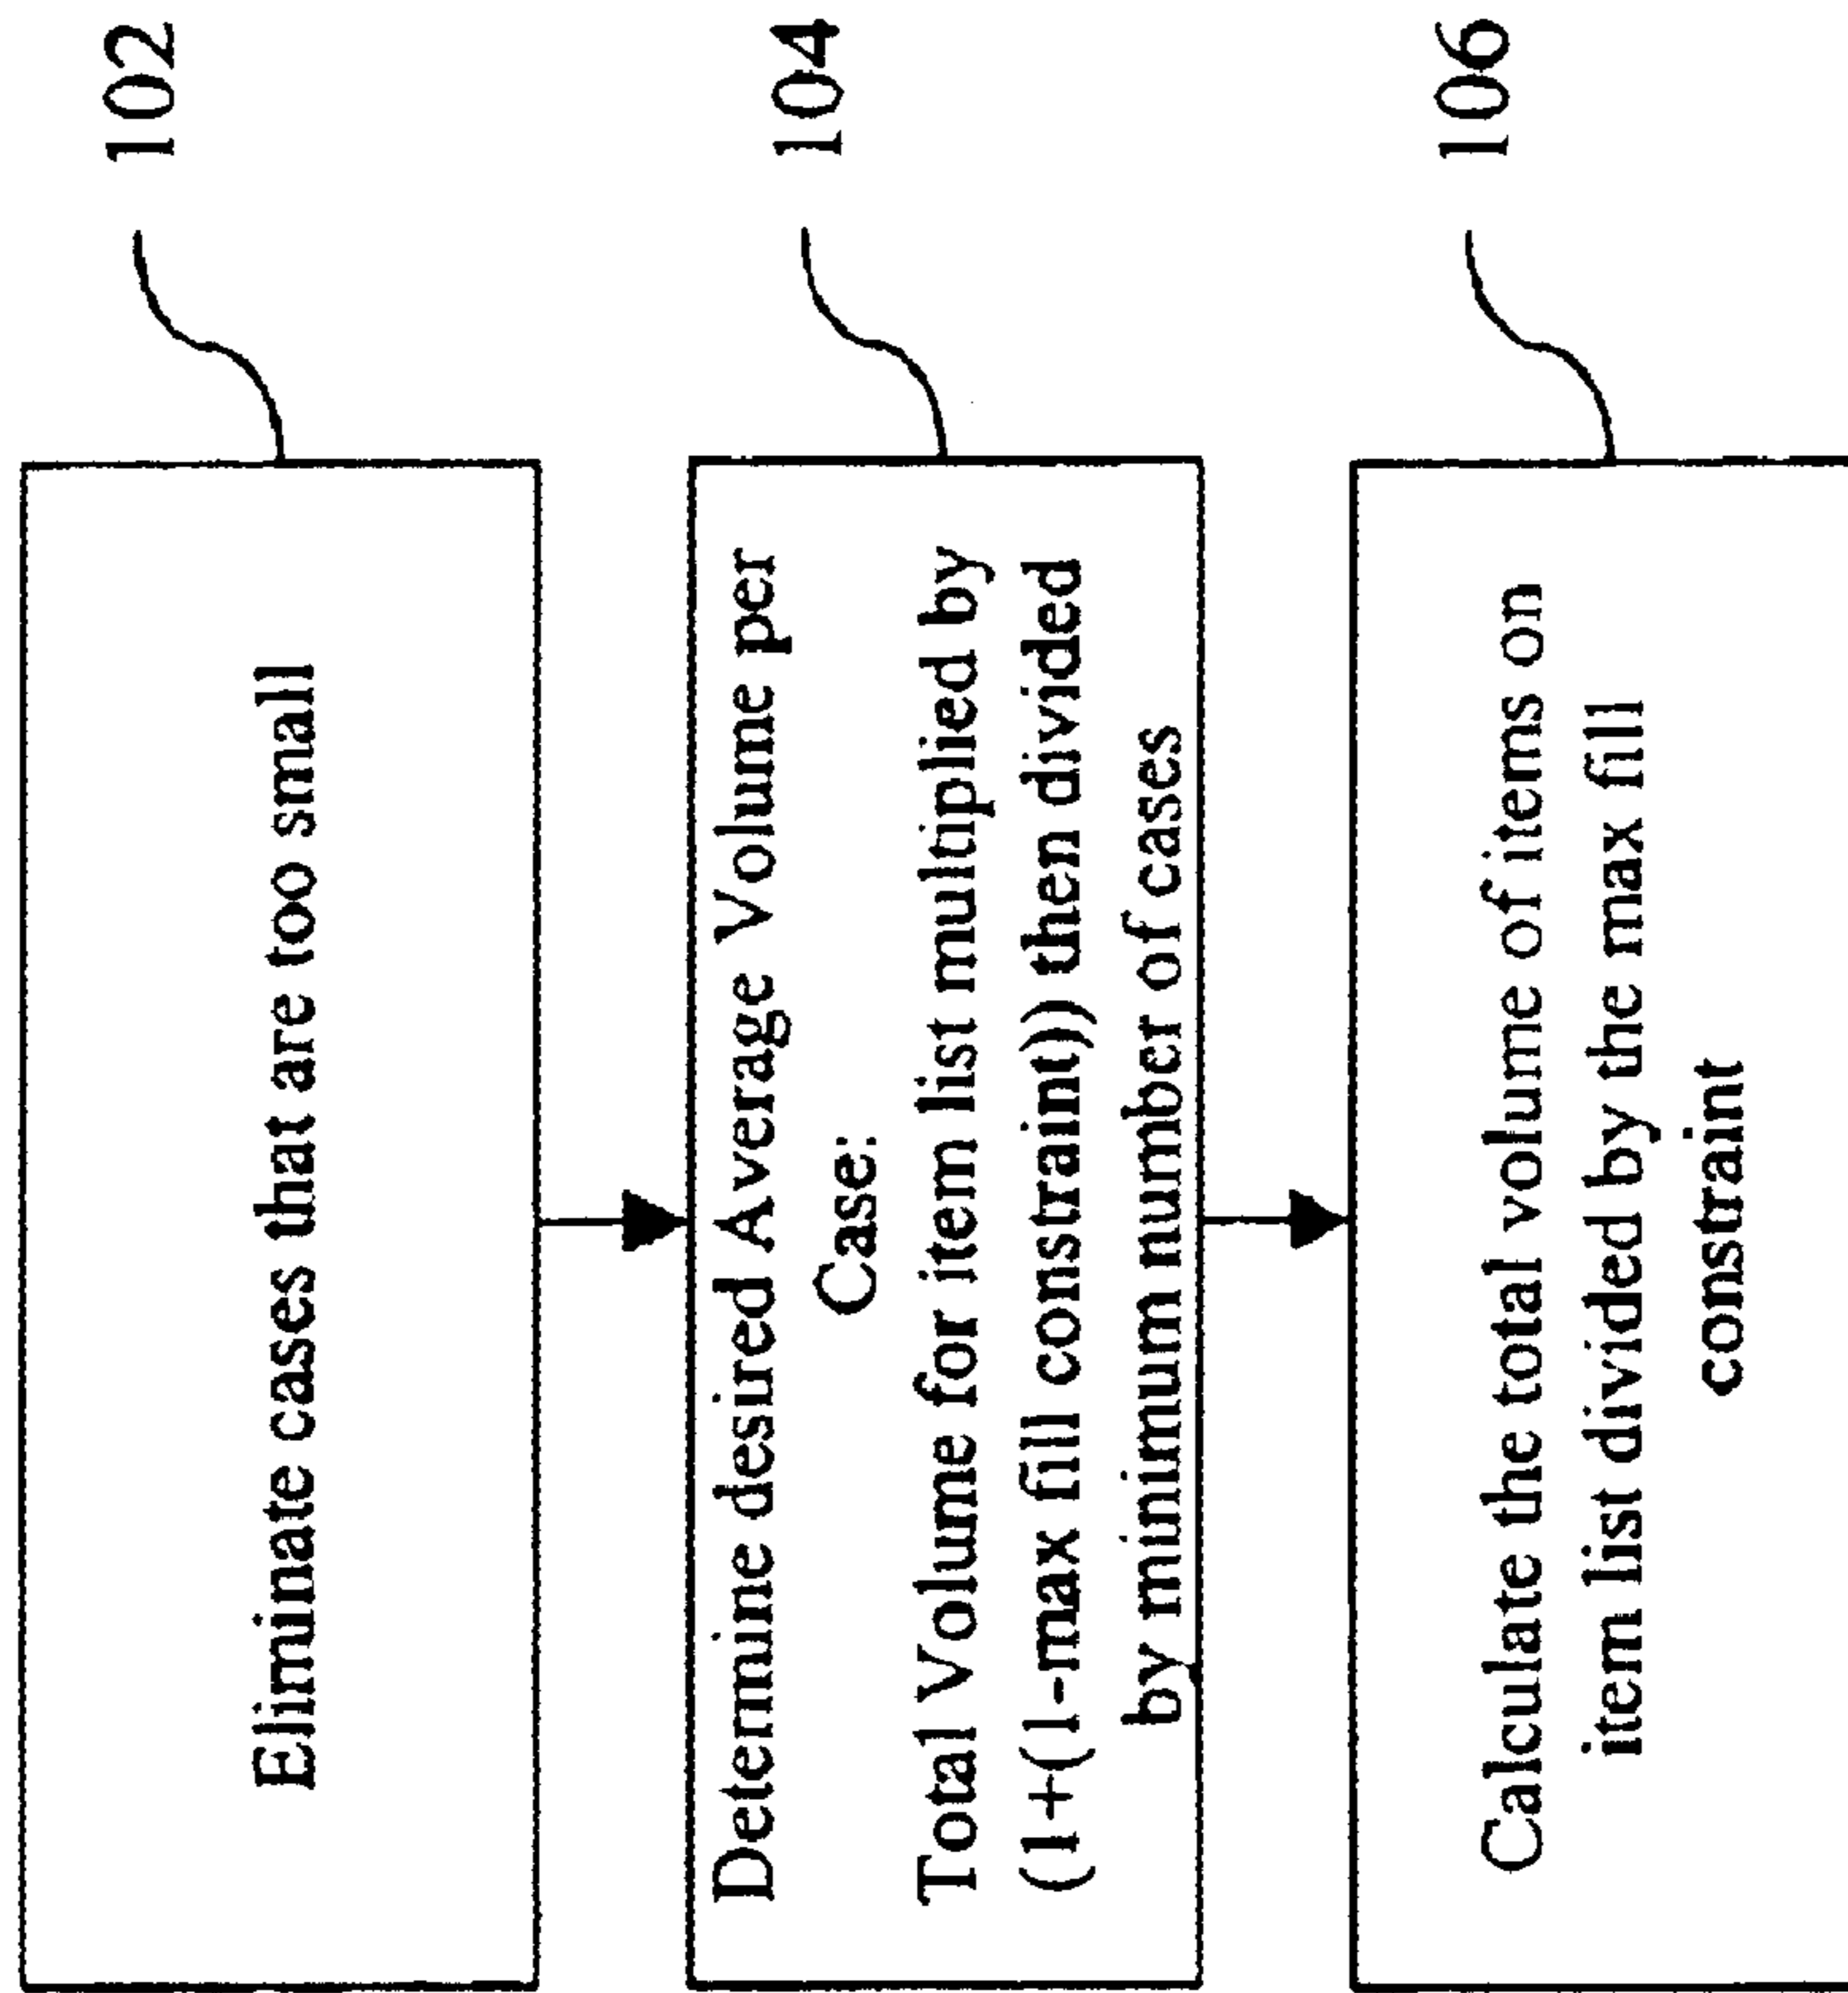 Eliminate cases that are too small
102
Determine desired Average Volume per
Case:
Total Volume for item list multiplied by
(1+(1-max fill constraint)) then divided
by minimum number of cases
104
Calculate the total volume of items on
item list divided by the max fill
constraint
106